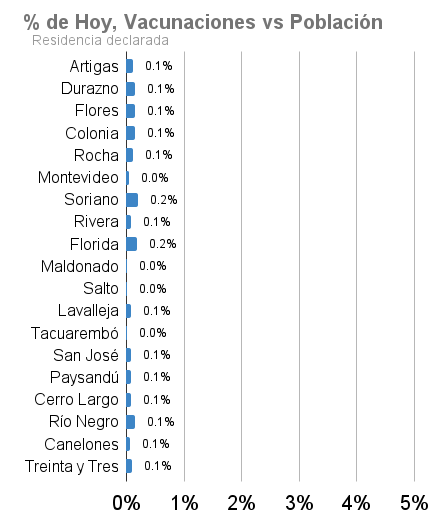 % de Hoy, Vacunaciones vs Población
Residencia declarada
Artigas 0.1%
Durazno 0.1%
Flores 0.1%
Colonia 0.1%
Rocha 0.1%
Montevideo 0.0%
Soriano 0.2%
Rivera 0.1%
Florida 0.2%
Maldonado 0.0%
Salto 0.0%
Lavalleja 0.1%
Tacuarembó 0.0%
San José 0.1%
Paysandú 0.1%
Cerro Largo 0.1%
Río Negro 0.1%
Canelones 0.1%
Treinta y Tres 0.1%
0% 1% 2% 3% 4% 5%